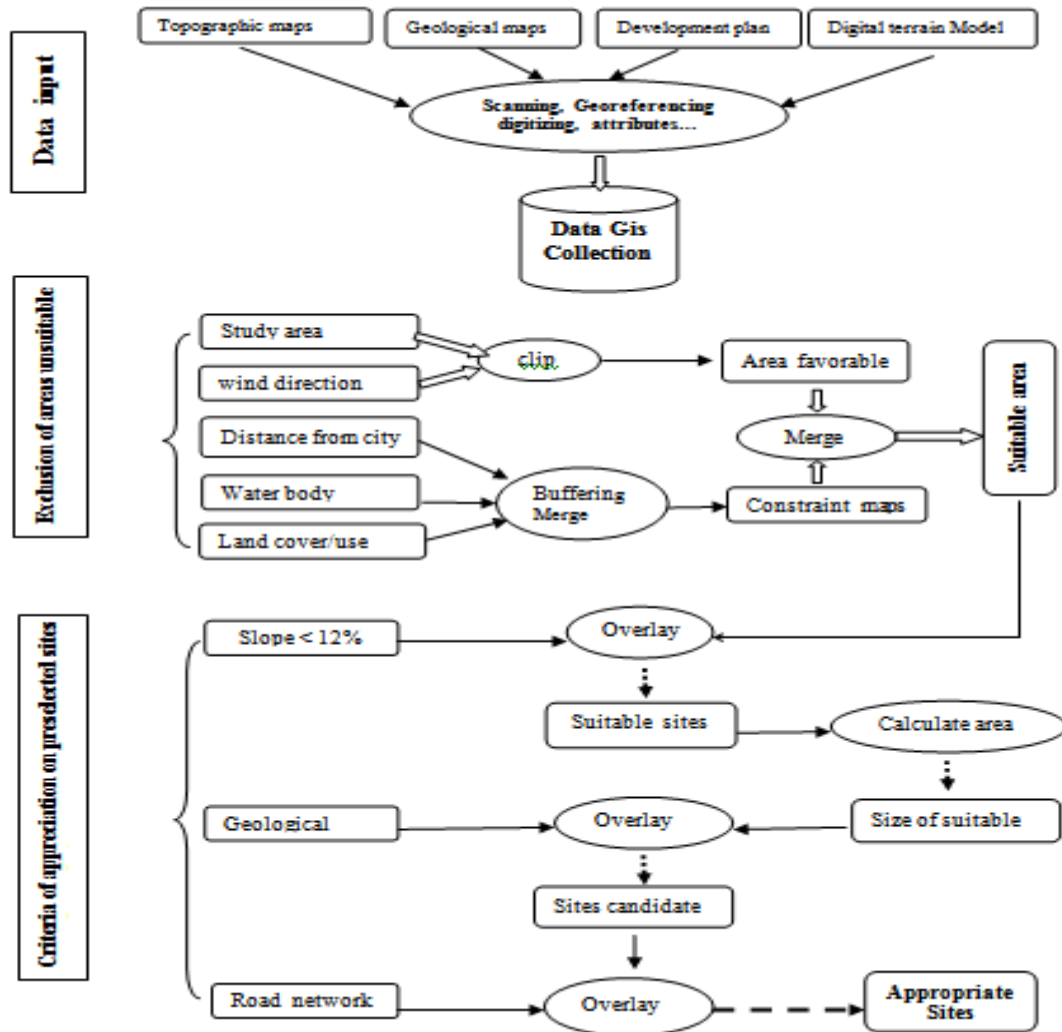 Topographic maps
Geological maps
Development plan
Digital terrain Model
Data input
Scanning, Georeferencing
digitizing, attributes...
Data Gis
Collection
Exclusion of areas unsuitable
Study area
wind direction
clip
Area favorable
Distance from city
Merge
Suitable area
Water body
Buffering
Merge
Constraint maps
Land cover/use
Criteria of appreciation on preselected sites
Slope < 12%
Overlay
Suitable sites
Calculate area
Geological
Overlay
Size of suitable
Sites candidate
Road network
Overlay
Appropriate
Sites